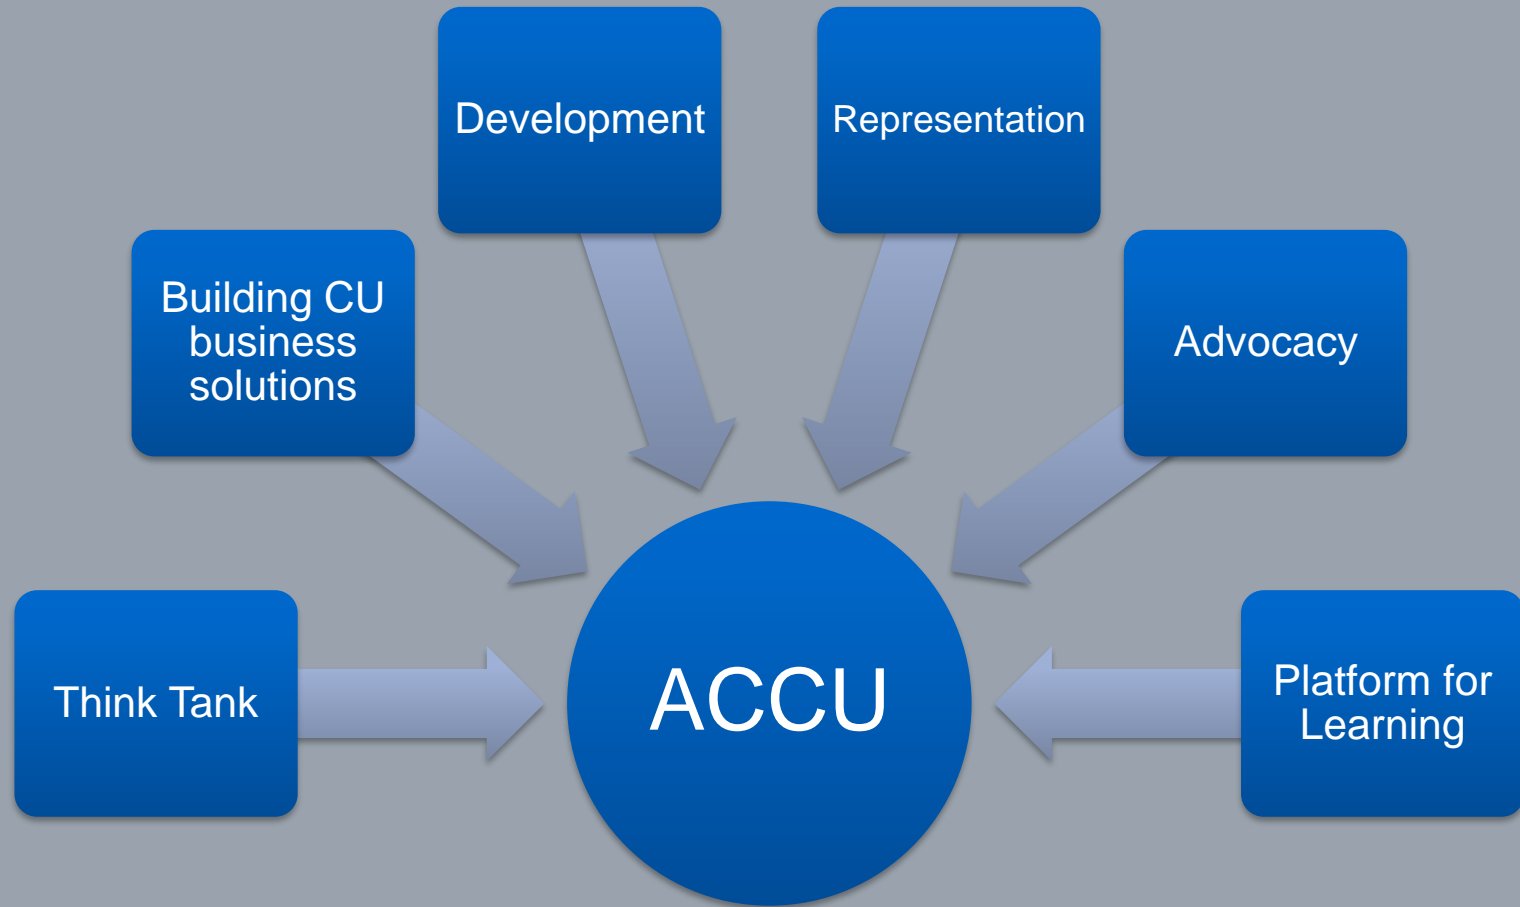 Development
Representation
Building CU
business
solutions
Advocacy
Think Tank
ACCU
Platform for
Learning